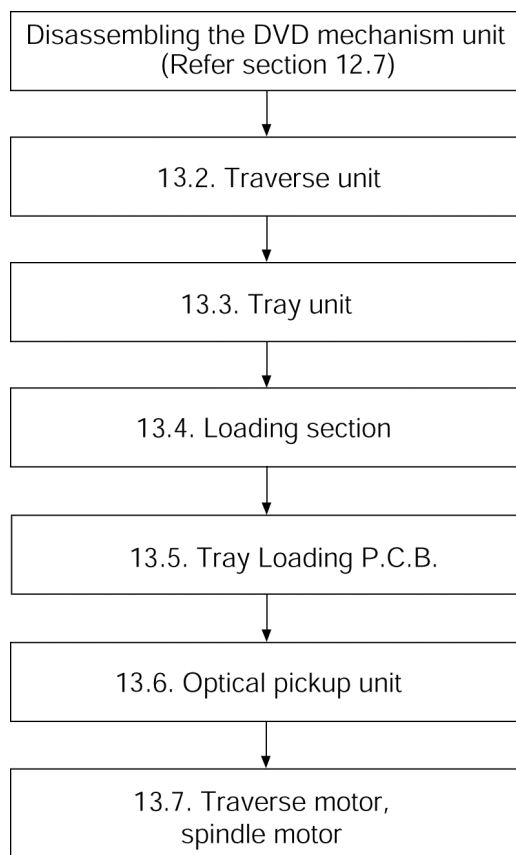 Disassembling the DVD mechanism unit
(Refer section 12.7)
13.2. Traverse unit
13.3. Tray unit
13.4. Loading section
13.5. Tray Loading P.C.B.
13.6. Optical pickup unit
13.7. Traverse motor,
spindle motor